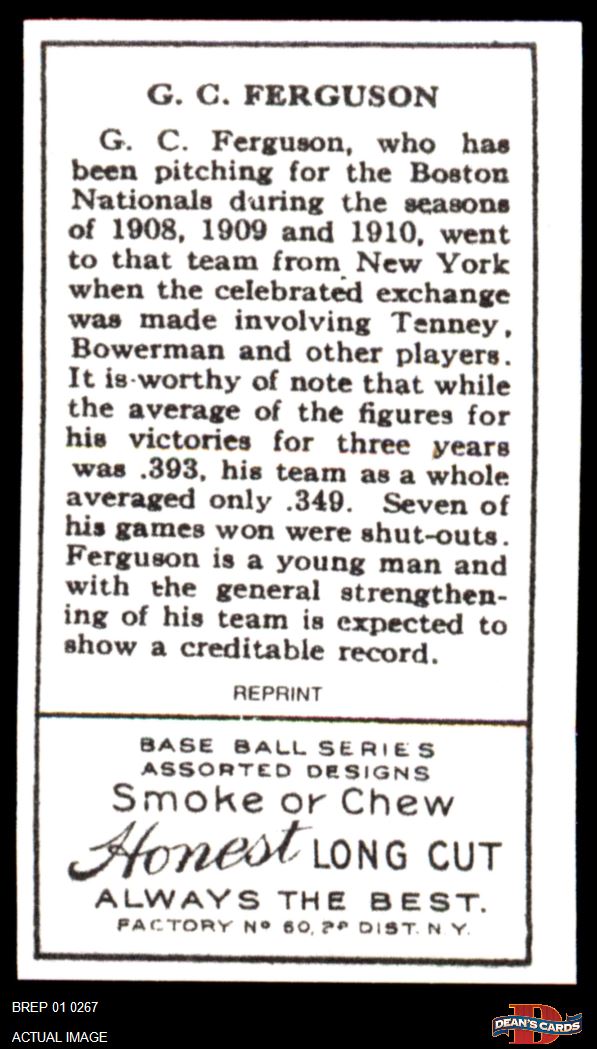 G. C. FERGUSON
G. C. Ferguson, who has
been pitching for the Boston
Nationals during the seasons
of 1908, 1909 and 1910, went
to that team from New York
when the celebrated exchange
was made involving Tenney,
Bowerman and other players.
It is worthy of note that while
the average of the figures for
his victories for three years
was .393, his team as a whole
averaged only .349. Seven of
his games won were shut-outs.
Ferguson is a young man and
with the general strengthen-
ing of his team is expected to
show a creditable record.
REPRINT
BASE BALL SERIES
ASSORTED DESIGNS
Smoke or Chew
Honest LONG CUT
ALWAYS THE BEST.
FACTORY Nº 60, DIST. N.Y.
BREP 01 0267
ACTUAL IMAGE
D
DEAN'S CARDS